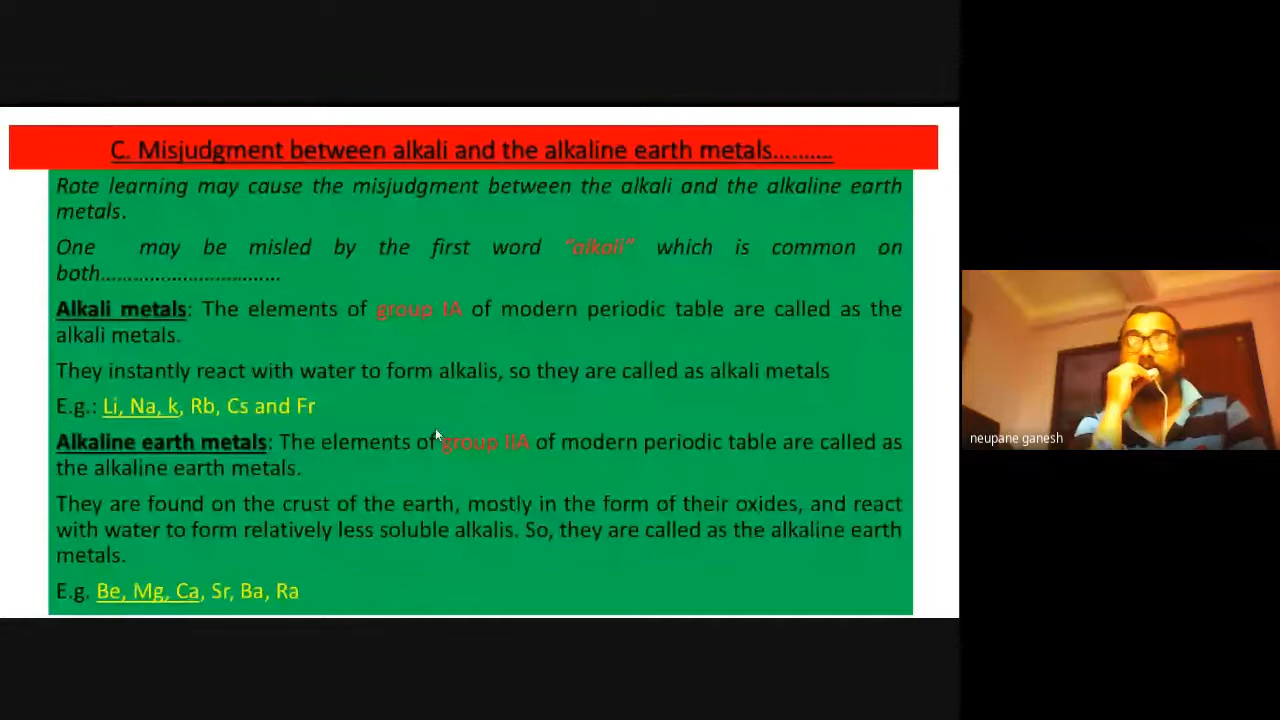 C. Misjudgment between alkali and the alkaline earth metals..........
Rote learning may cause the misjudgment between the alkali and the alkaline earth
metals.
One may be misled by the first word “alkali” which is common on
both................................
Alkali metals: The elements of group IA of modern periodic table are called as the
alkali metals.
They instantly react with water to form alkalis, so they are called as alkali metals
E.g.: Li, Na, k, Rb, Cs and Fr
Alkaline earth metals: The elements of group IIA of modern periodic table are called as
the alkaline earth metals.
They are found on the crust of the earth, mostly in the form of their oxides, and react
with water to form relatively less soluble alkalis. So, they are called as the alkaline earth
metals.
E.g. Be, Mg, Ca, Sr, Ba, Ra
neupane ganesh